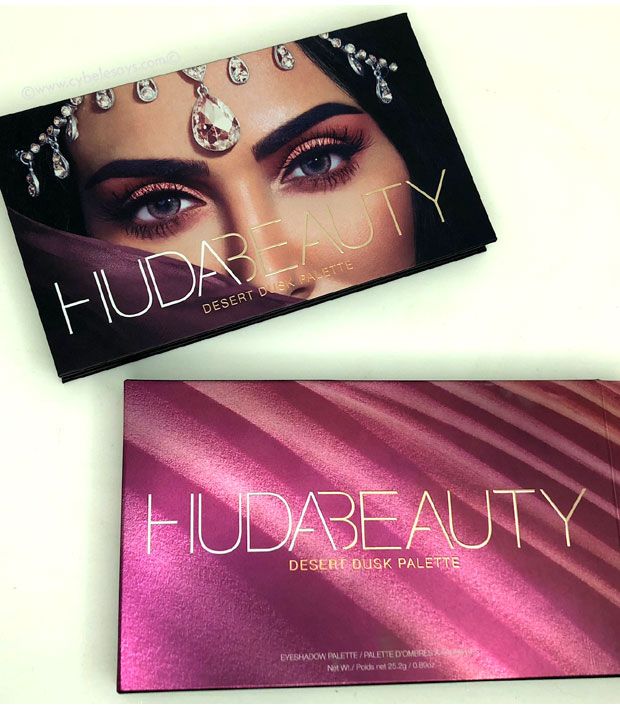 ©www.cybelesays.com©
HUDABEAUTY
DESERT DUSK PALETTE
HUDABEAUTY
DESERT DUSK PALETTE
EYESHADOW PALETTE / PALETTE D'OMBRES À
Net Wt./ Poids net 25.2g / 0.89oz